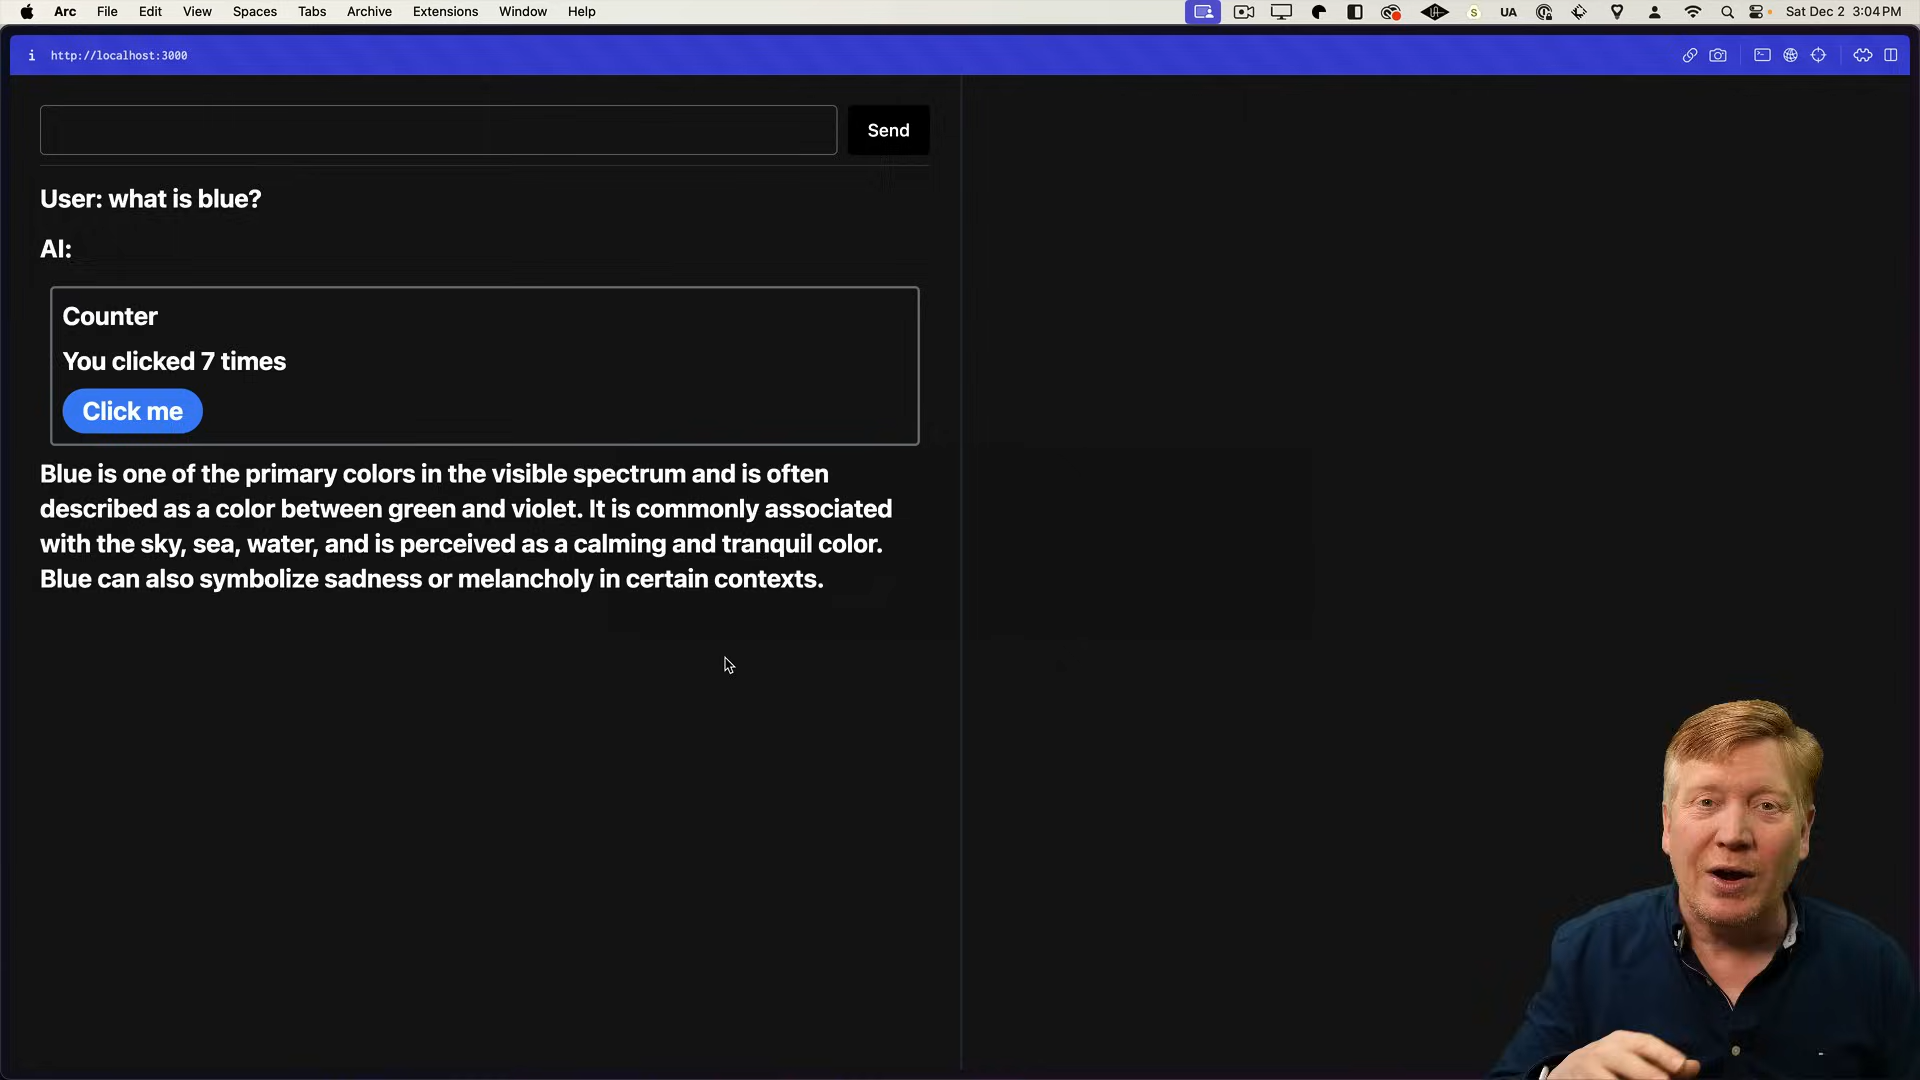 Arc File Edit View Spaces Tabs Archive Extensions Window Help
S UA Sat Dec 2 3:04 PM
i http://localhost:3000
Send
User: what is blue?
AI:
Counter
You clicked 7 times
Click me
Blue is one of the primary colors in the visible spectrum and is often
described as a color between green and violet. It is commonly associated
with the sky, sea, water, and is perceived as a calming and tranquil color.
Blue can also symbolize sadness or melancholy in certain contexts.